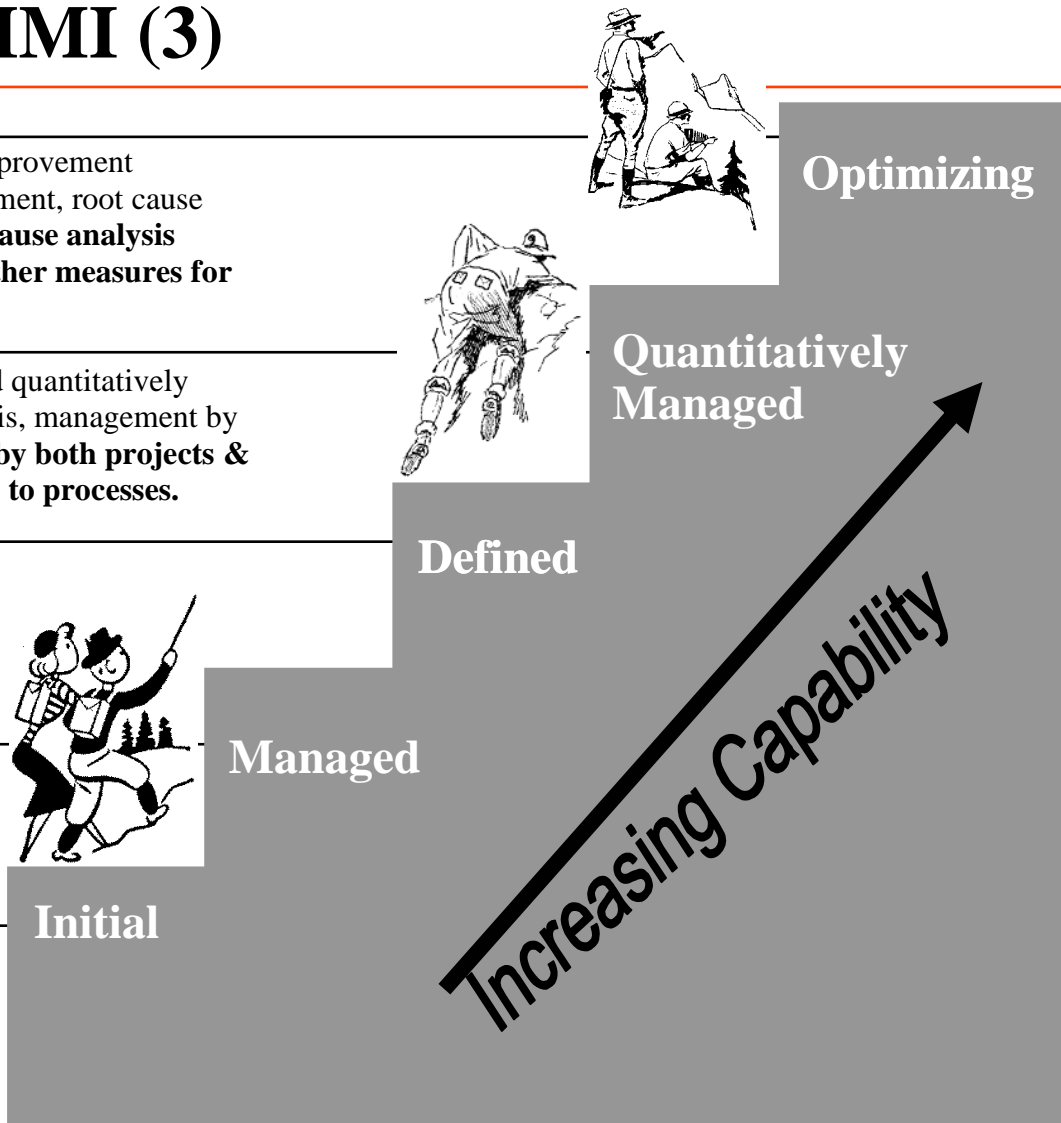 IMI (3)
provement
ment, root cause
ause analysis
ther measures for
quantitatively
is, management by
by both projects &
to processes.
Optimizing
Quantitatively
Managed
Defined
Managed
Initial
Increasing Capability